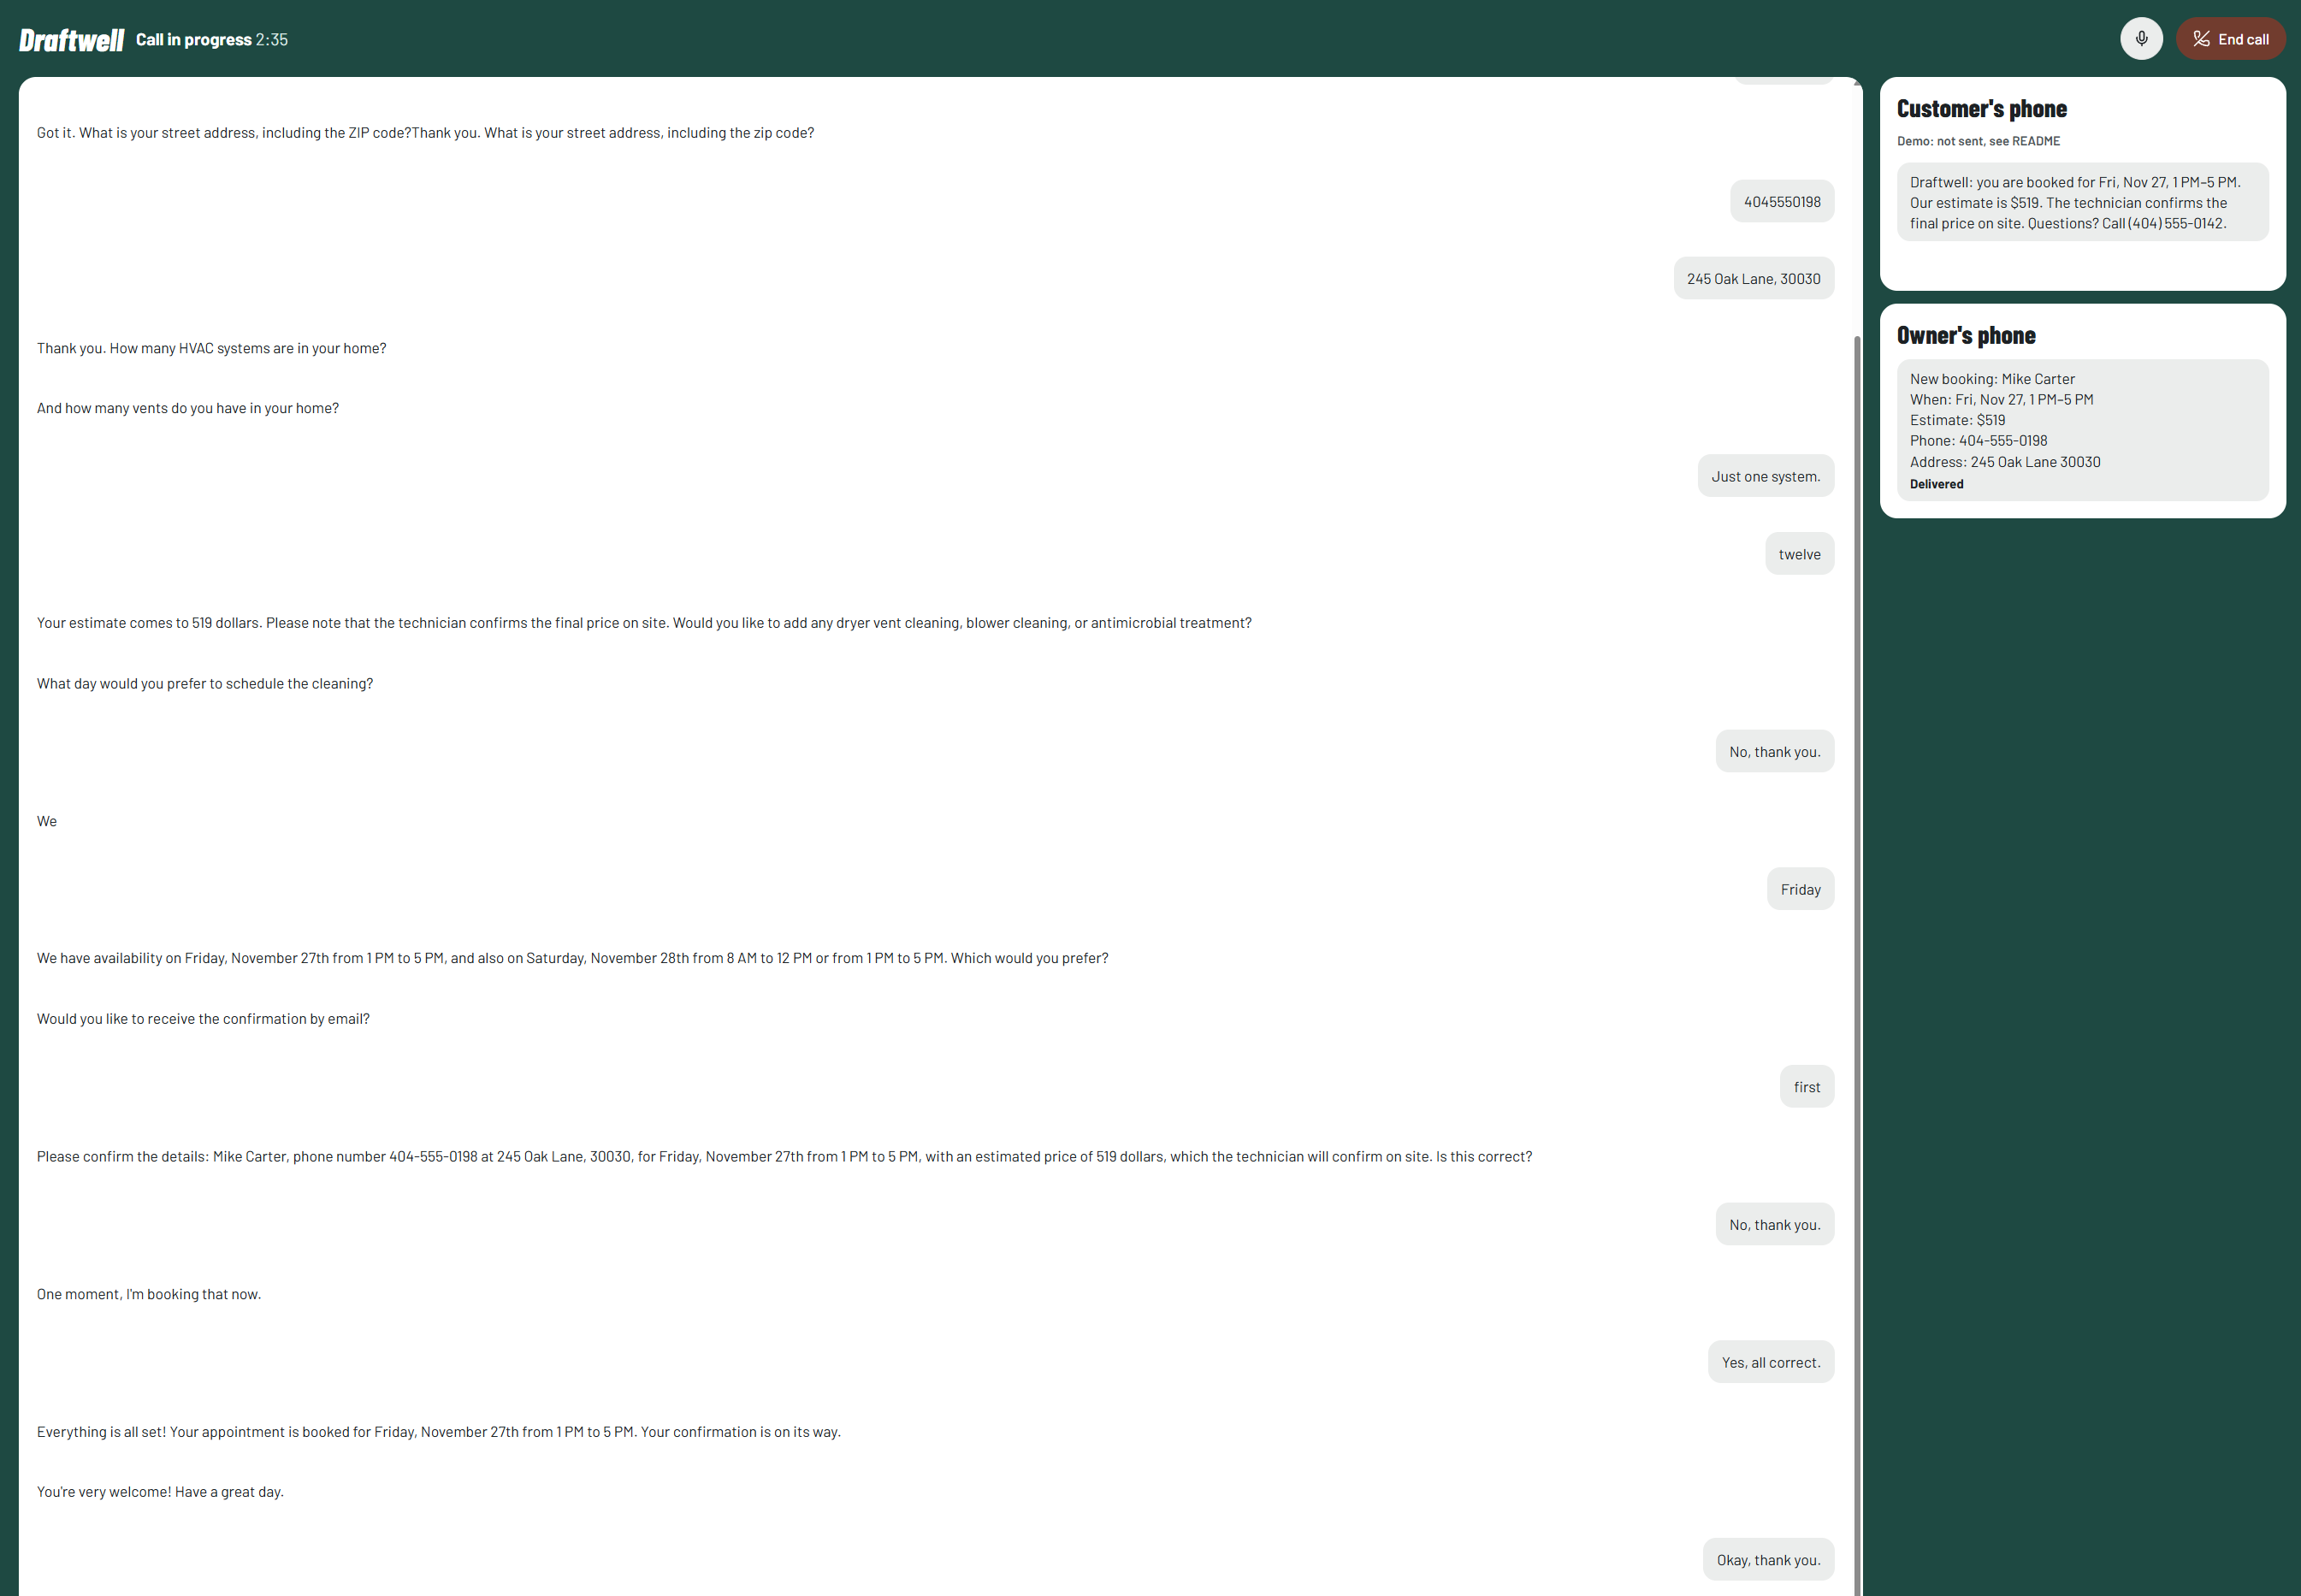 Draftwell Call in progress 2:35
End call
Got it. What is your street address, including the ZIP code?Thank you. What is your street address, including the zip code?
4045550198
245 Oak Lane, 30030
Thank you. How many HVAC systems are in your home?
And how many vents do you have in your home?
Just one system.
twelve
Your estimate comes to 519 dollars. Please note that the technician confirms the final price on site. Would you like to add any dryer vent cleaning, blower cleaning, or antimicrobial treatment?
What day would you prefer to schedule the cleaning?
No, thank you.
We
Friday
We have availability on Friday, November 27th from 1 PM to 5 PM, and also on Saturday, November 28th from 8 AM to 12 PM or from 1 PM to 5 PM. Which would you prefer?
Would you like to receive the confirmation by email?
first
Please confirm the details: Mike Carter, phone number 404-555-0198 at 245 Oak Lane, 30030, for Friday, November 27th from 1 PM to 5 PM, with an estimated price of 519 dollars, which the technician will confirm on site. Is this correct?
No, thank you.
One moment, I'm booking that now.
Yes, all correct.
Everything is all set! Your appointment is booked for Friday, November 27th from 1 PM to 5 PM. Your confirmation is on its way.
You're very welcome! Have a great day.
Okay, thank you.
Customer's phone
Demo: not sent, see README
Draftwell: you are booked for Fri, Nov 27, 1 PM–5 PM.
Our estimate is $519. The technician confirms the
final price on site. Questions? Call (404) 555-0142.
Owner's phone
New booking: Mike Carter
When: Fri, Nov 27, 1 PM–5 PM
Estimate: $519
Phone: 404-555-0198
Address: 245 Oak Lane 30030
Delivered